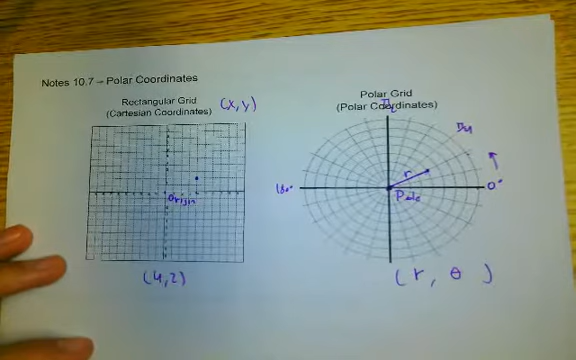 Notes 10.7 – Polar Coordinates
Rectangular Grid
(Cartesian Coordinates)
(x,y)
Origin
(4,2)
Polar Grid
(Polar Coordinates)
180°
r
0°
Pole
(r, θ)